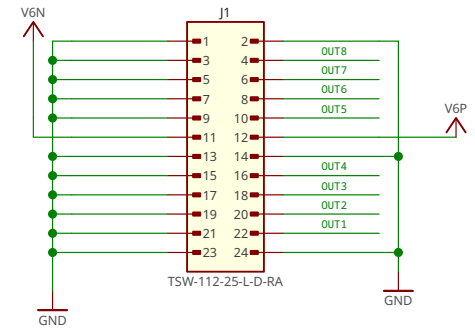 J1
V6N
1 2
OUT8
3 4
OUT7
5 6
OUT6
7 8
OUT5
9 10
V6P
11 12
13 14
OUT4
15 16
OUT3
17 18
OUT2
19 20
OUT1
21 22
23 24
TSW-112-25-L-D-RA
GND
GND